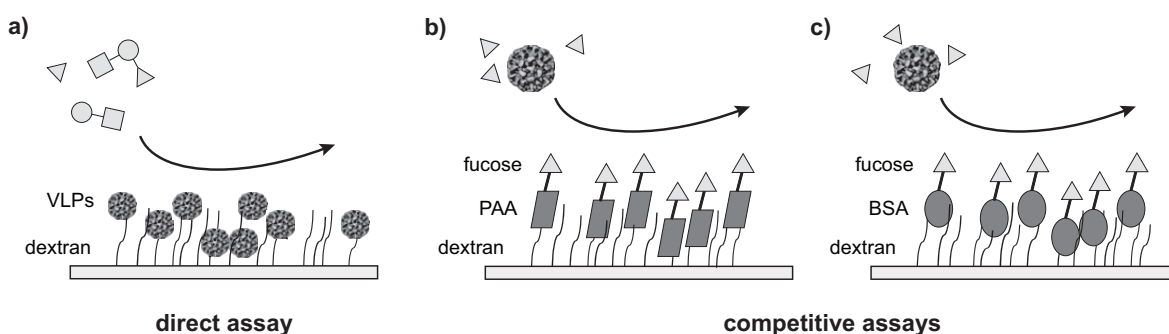 a)
VLPs
dextran
direct assay
b)
fucose
PAA
dextran
c)
fucose
BSA
dextran
competitive assays